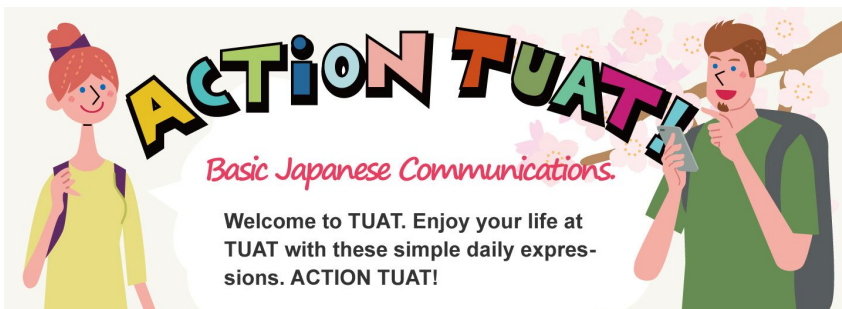 ACTiON TUAT!
Basic Japanese Communications.
Welcome to TUAT. Enjoy your life at
TUAT with these simple daily expres-
sions. ACTION TUAT!